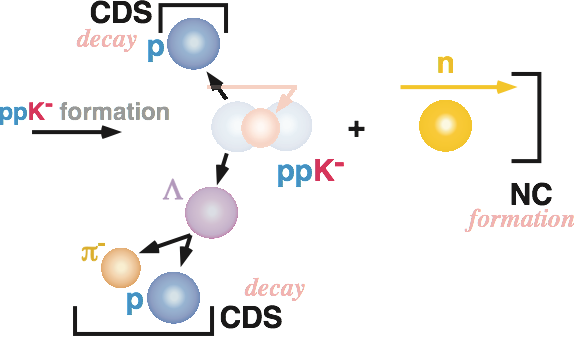 CDS
decay
p
n
ppK⁻ formation
+
ppK⁻
Λ
NC
formation
π⁻
p
decay
CDS